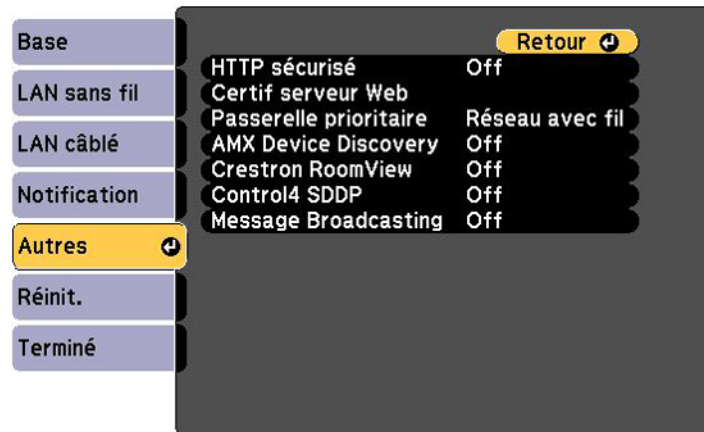 Base
LAN sans fil
LAN câblé
Notification
Autres
Réinit.
Terminé
Retour
HTTP sécurisé Off
Certif serveur Web
Passerelle prioritaire Réseau avec fil
AMX Device Discovery Off
Crestron RoomView Off
Control4 SDDP Off
Message Broadcasting Off